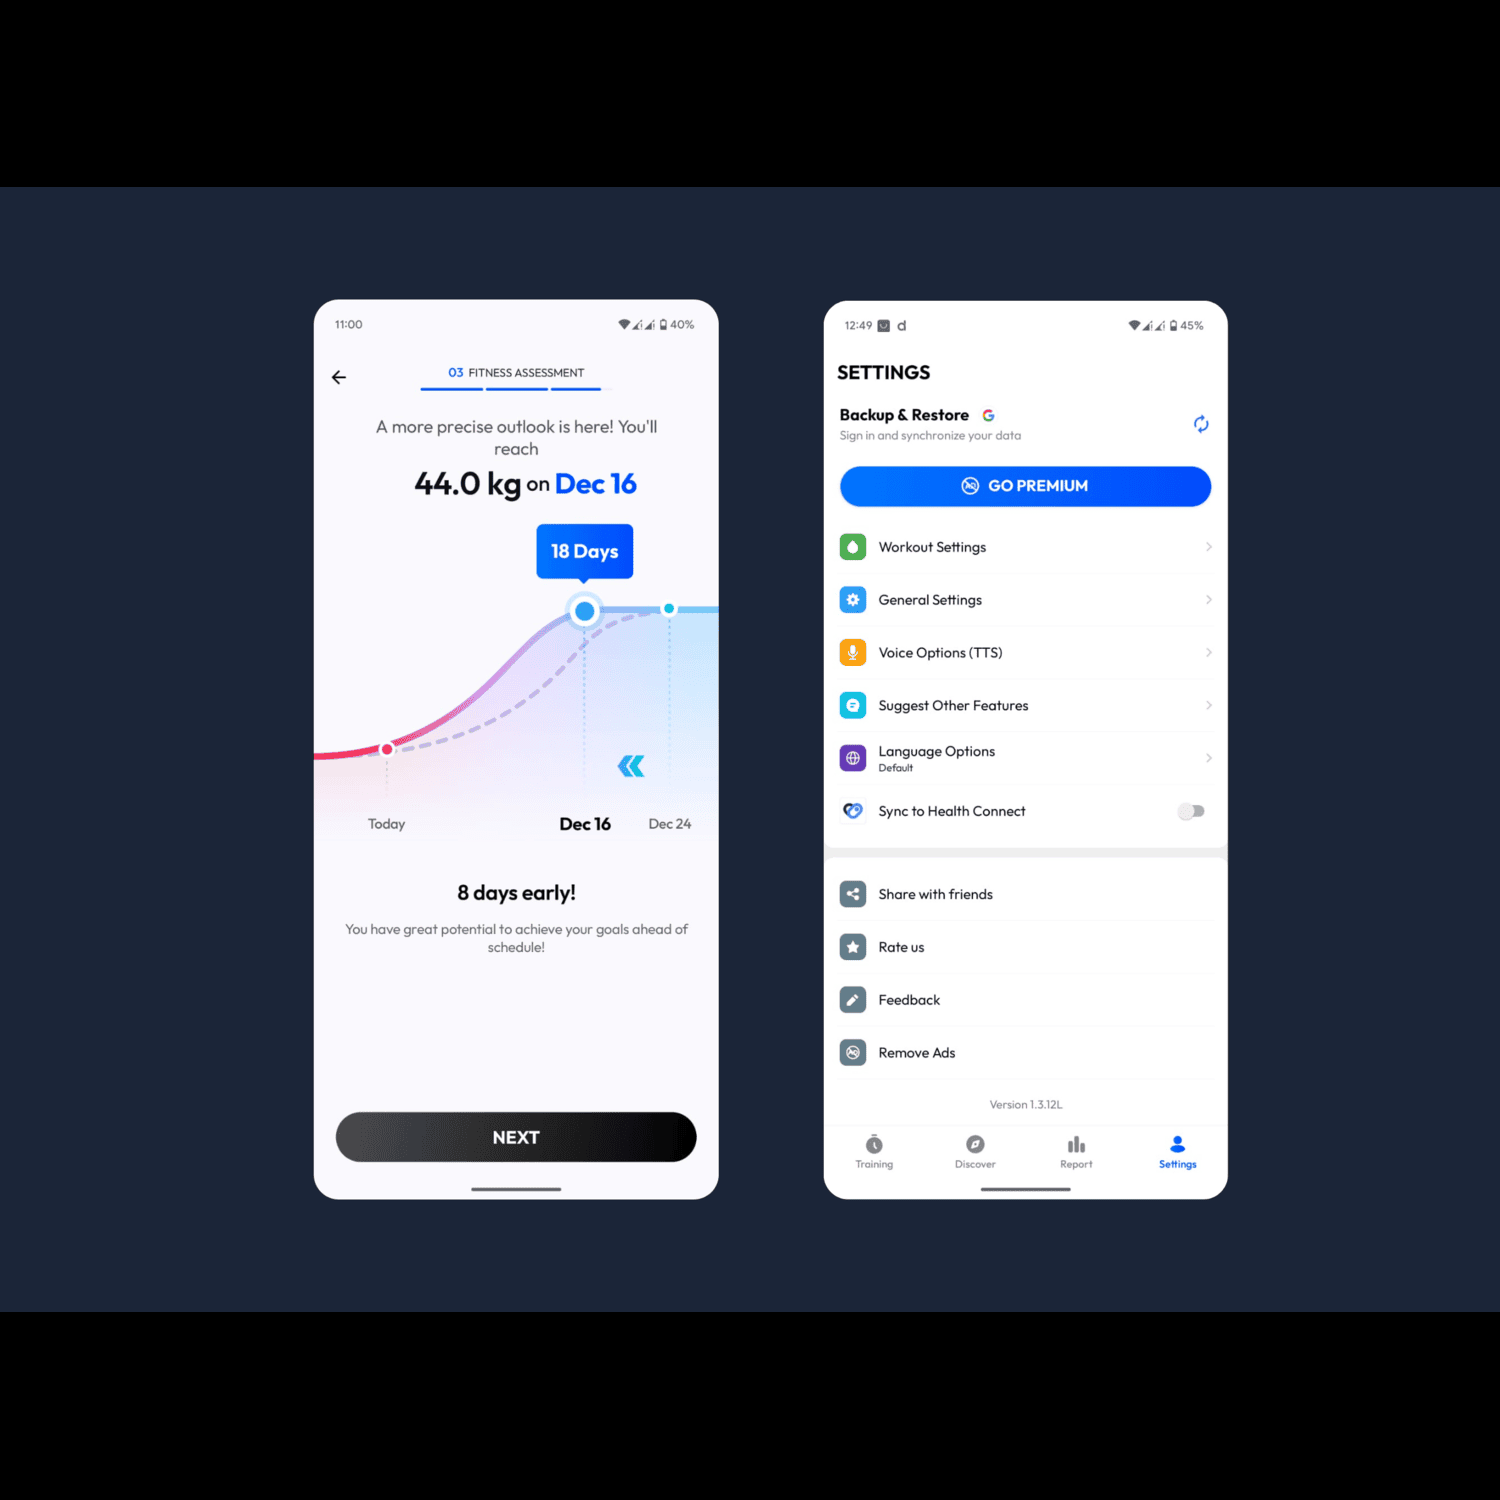 11:00
40%
03 FITNESS ASSESSMENT
A more precise outlook is here! You'll
reach
44.0 kg on Dec 16
18 Days
Today
Dec 16
Dec 24
8 days early!
You have great potential to achieve your goals ahead of
schedule!
NEXT
12:49 d
45%
SETTINGS
Backup & Restore
Sign in and synchronize your data
GO PREMIUM
Workout Settings
General Settings
Voice Options (TTS)
Suggest Other Features
Language Options
Default
Sync to Health Connect
Share with friends
Rate us
Feedback
Remove Ads
Version 1.3.12L
Training
Discover
Report
Settings